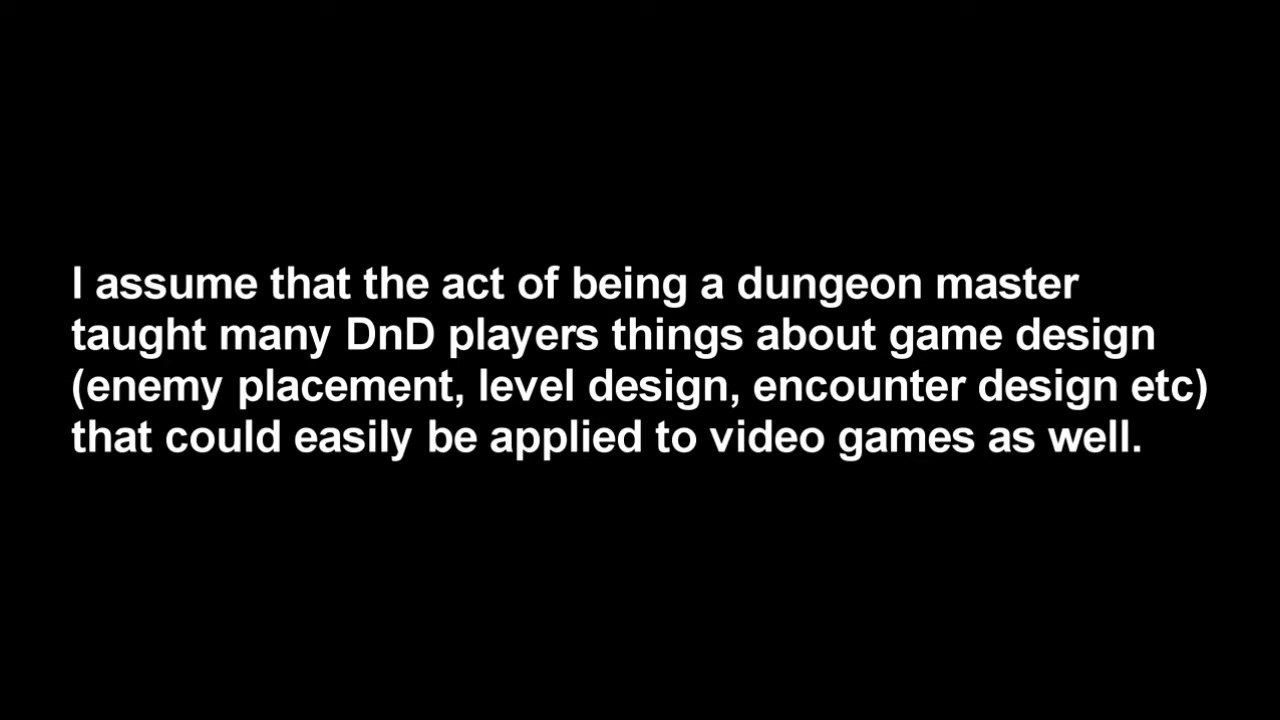 I assume that the act of being a dungeon master
taught many DnD players things about game design
(enemy placement, level design, encounter design etc)
that could easily be applied to video games as well.